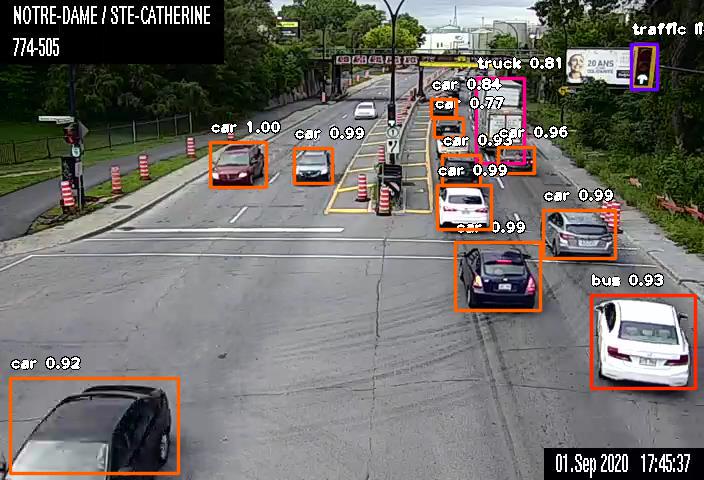 NOTRE-DAME / STE-CATHERINE
774-505
traffic li
truck 0.81
20 ANS
car 0.84
car 0.77
car 1.00
car 0.99
car 0.96
car 0.93
car 0.99
car 0.99
car 0.99
bus 0.93
car 0.92
01.Sep 2020 17:45:37